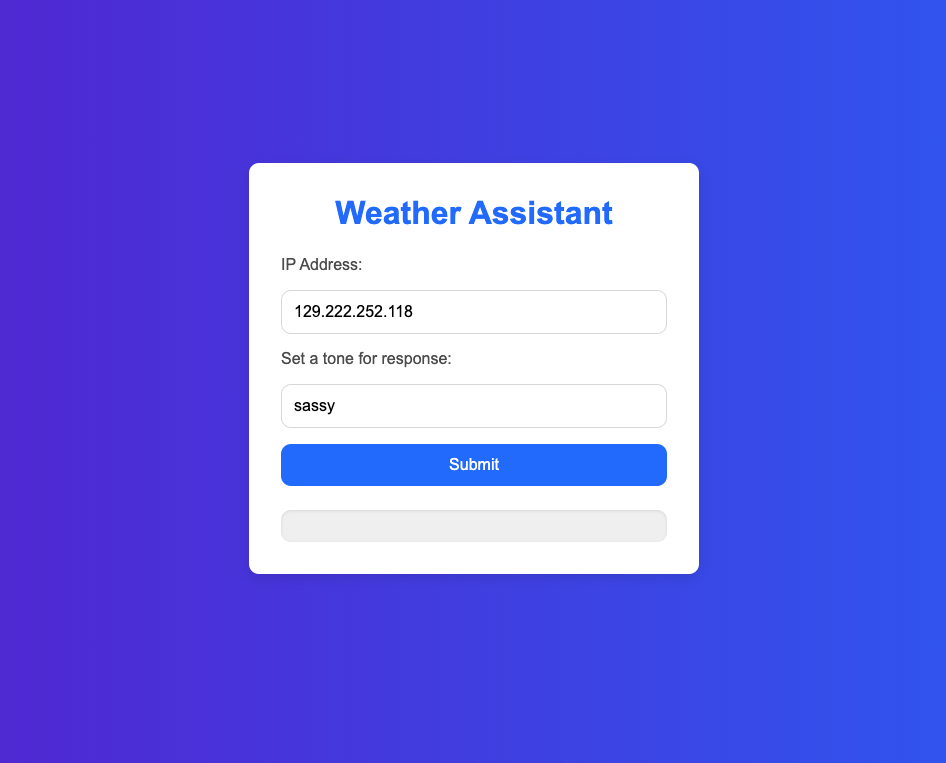 Weather Assistant
IP Address:
129.222.252.118
Set a tone for response:
sassy
Submit